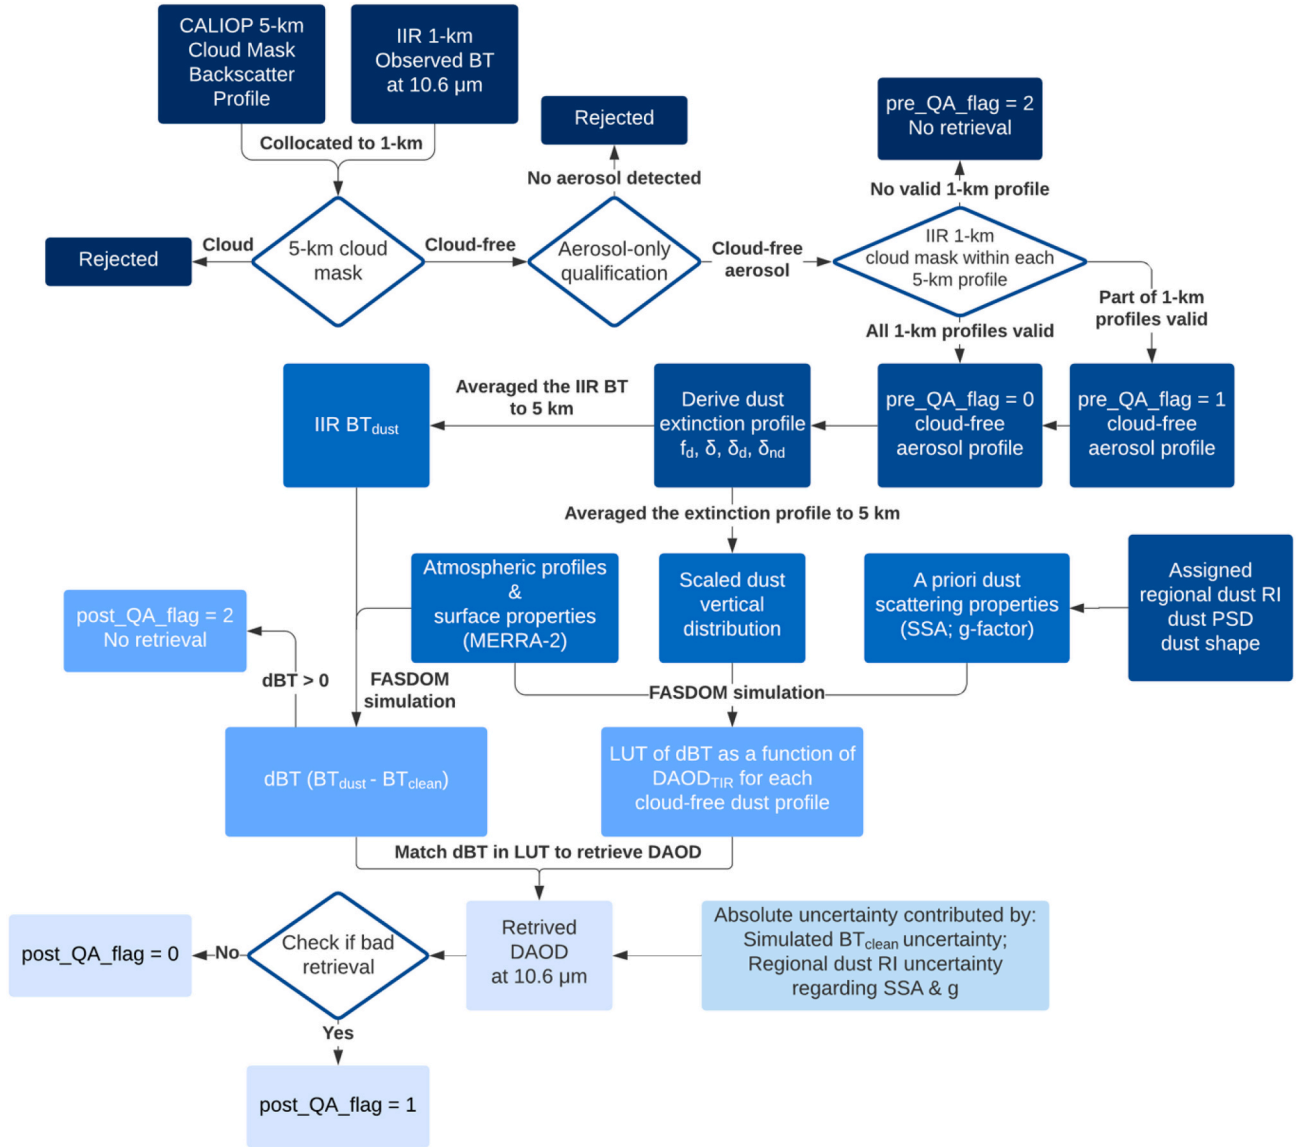 CALIOP 5-km
Cloud Mask
Backscatter
Profile
IIR 1-km
Observed BT
at 10.6 μm
Collocated to 1-km
Rejected
No aerosol detected
pre_QA_flag = 2
No retrieval
No valid 1-km profile
Rejected
Cloud
5-km cloud
mask
Cloud-free
Aerosol-only
qualification
Cloud-free
aerosol
IIR 1-km
cloud mask within each
5-km profile
Part of 1-km
profiles valid
All 1-km profiles valid
IIR BTdust
Averaged the IIR BT
to 5 km
Derive dust
extinction profile
fd, δ, δd, δnd
pre_QA_flag = 0
cloud-free
aerosol profile
pre_QA_flag = 1
cloud-free
aerosol profile
Averaged the extinction profile to 5 km
post_QA_flag = 2
No retrieval
Atmospheric profiles
&
surface properties
(MERRA-2)
Scaled dust
vertical
distribution
A priori dust
scattering properties
(SSA; g-factor)
Assigned
regional dust RI
dust PSD
dust shape
dBT > 0
FASDOM
simulation
FASDOM simulation
dBT (BTdust - BTclean)
LUT of dBT as a function of
DAODTIR for each
cloud-free dust profile
Match dBT in LUT to retrieve DAOD
post_QA_flag = 0
No
Check if bad
retrieval
Retrived
DAOD
at 10.6 μm
Absolute uncertainty contributed by:
Simulated BTclean uncertainty;
Regional dust RI uncertainty
regarding SSA & g
Yes
post_QA_flag = 1